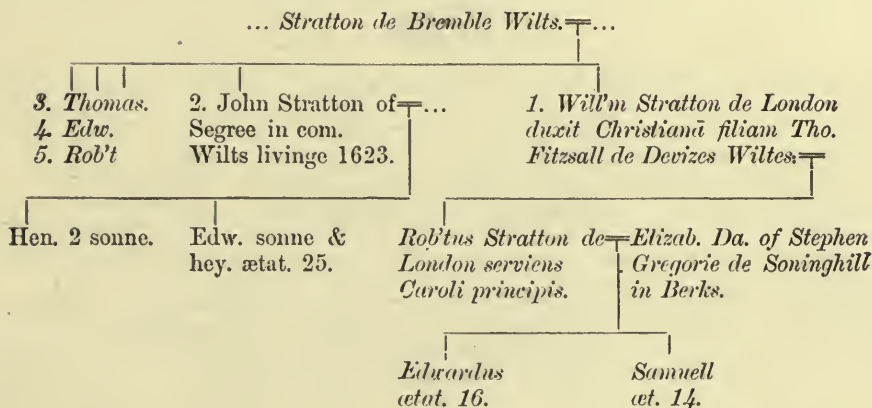 ... Stratton de Bremble Wilts.=...
3. Thomas.
4. Edw.
5. Rob't
2. John Stratton of=...
Segree in com.
Wilts livinge 1623.
1. Will'm Stratton de London
duxit Christianā filiam Tho.
Fitzsall de Devizes Wiltes.=
Hen. 2 sonne.
Edw. sonne &
hey. ætat. 25.
Rob'tus Stratton de=
London serviens
Caroli principis.
Elizab. Da. of Stephen
Gregorie de Soninghill
in Berks.
Edwardus
ætat. 16.
Samuell
æt. 14.